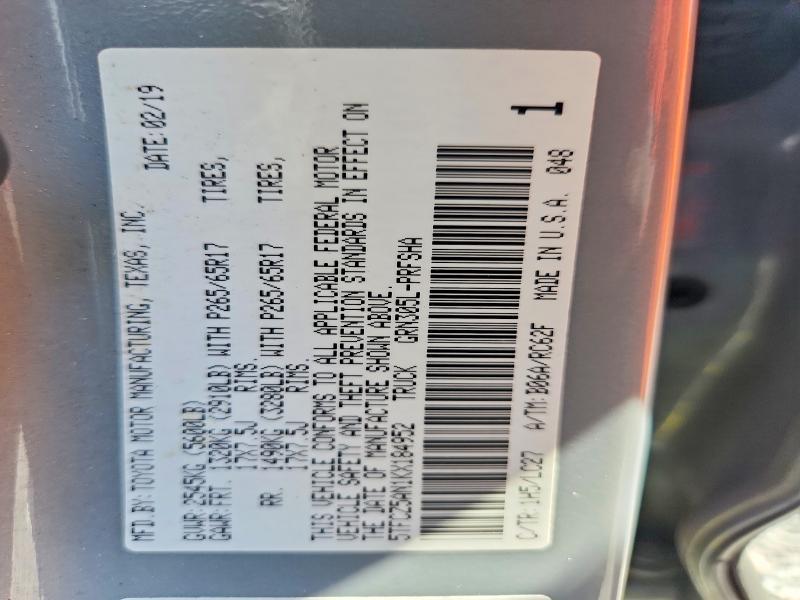 MFD.BY:TOYOTA MOTOR MANUFACTURING, TEXAS, INC. DATE:02/19
GVWR:2545KG (5600LB)
GAWR:FRT. 1320KG (2910LB) WITH P265/65R17 TIRES,
17X7.5J RIMS.
RR. 1490KG (3280LB) WITH P265/65R17 TIRES,
17X7.5J RIMS.
THIS VEHICLE CONFORMS TO ALL APPLICABLE FEDERAL MOTOR
VEHICLE SAFETY AND THEFT PREVENTION STANDARDS IN EFFECT ON
THE DATE OF MANUFACTURE SHOWN ABOVE.
5TFCZ5AN1KX184952 TRUCK GRN305L-PRFSHA
C/TR:1H5/LC27 A/TM:B06A/RC62F MADE IN U.S.A. 048
1